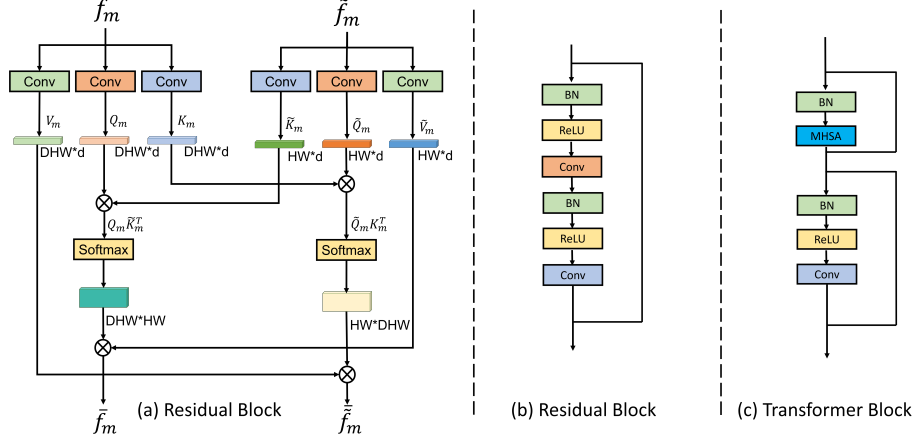 f_m
f̃_m
Conv Conv Conv
Conv Conv Conv
V_m Q_m K_m
K̃_m Q̃_m Ṽ_m
DHW*d DHW*d DHW*d
HW*d HW*d HW*d
Q_m K̃_m^T
Q̃_m K_m^T
Softmax
Softmax
DHW*HW
HW*DHW
f̄_m
f̃̄_m
(a) Residual Block
BN
ReLU
Conv
BN
ReLU
Conv
(b) Residual Block
BN
MHSA
BN
ReLU
Conv
(c) Transformer Block